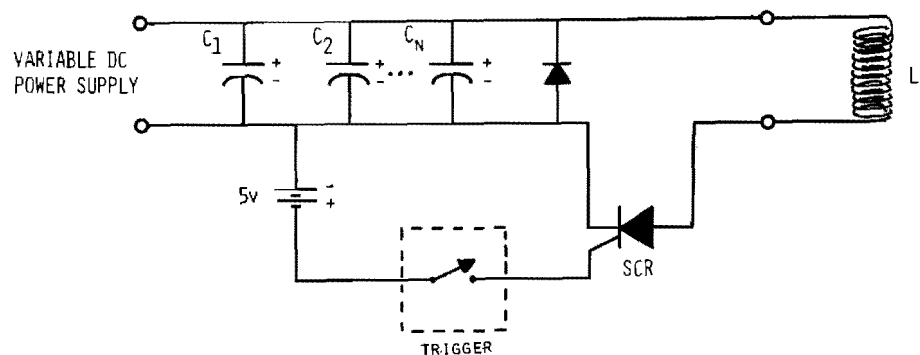 C1
C2
CN
+
-
+
-
...
+
-
VARIABLE DC
POWER SUPPLY
L
5v
-
+
SCR
TRIGGER